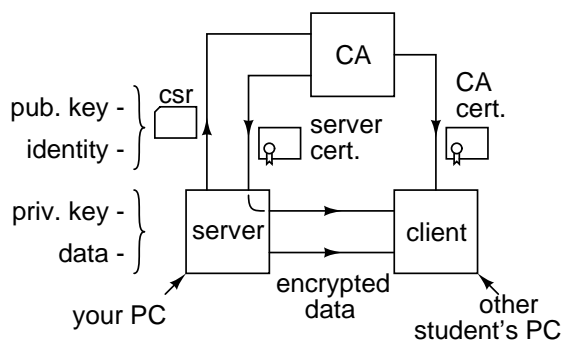 CA
csr
pub. key -
identity -
server
cert.
CA
cert.
priv. key -
data -
server
client
encrypted
data
your PC
other
student's PC